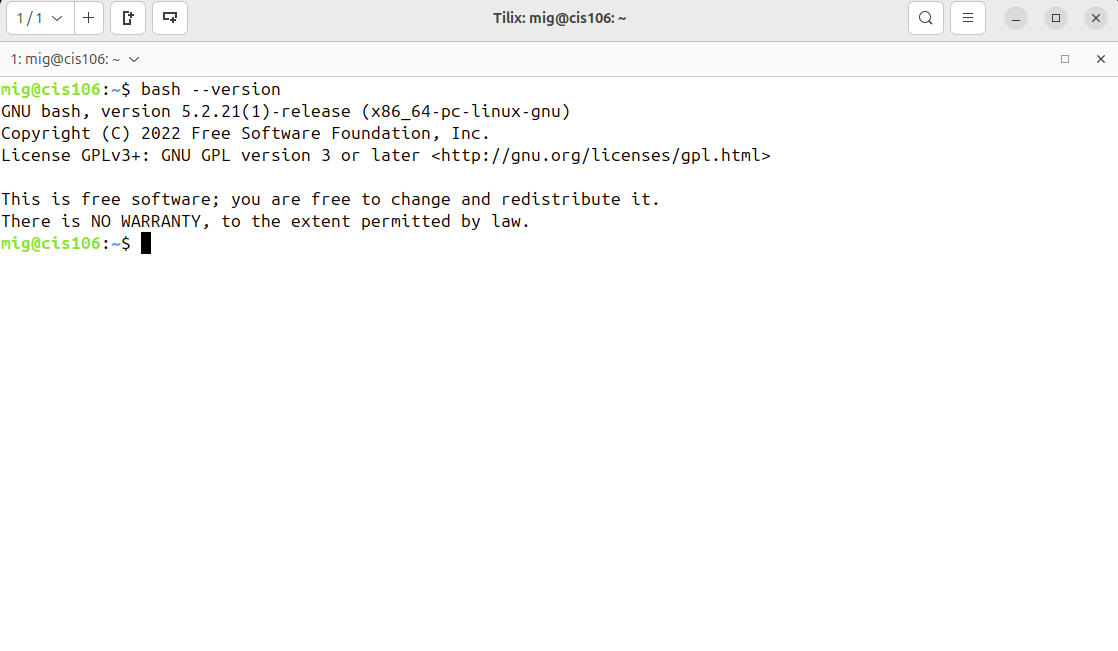 1 / 1
Tilix: mig@cis106: ~
1: mig@cis106: ~
mig@cis106:~$ bash --version
GNU bash, version 5.2.21(1)-release (x86_64-pc-linux-gnu)
Copyright (C) 2022 Free Software Foundation, Inc.
License GPLv3+: GNU GPL version 3 or later <http://gnu.org/licenses/gpl.html>
This is free software; you are free to change and redistribute it.
There is NO WARRANTY, to the extent permitted by law.
mig@cis106:~$